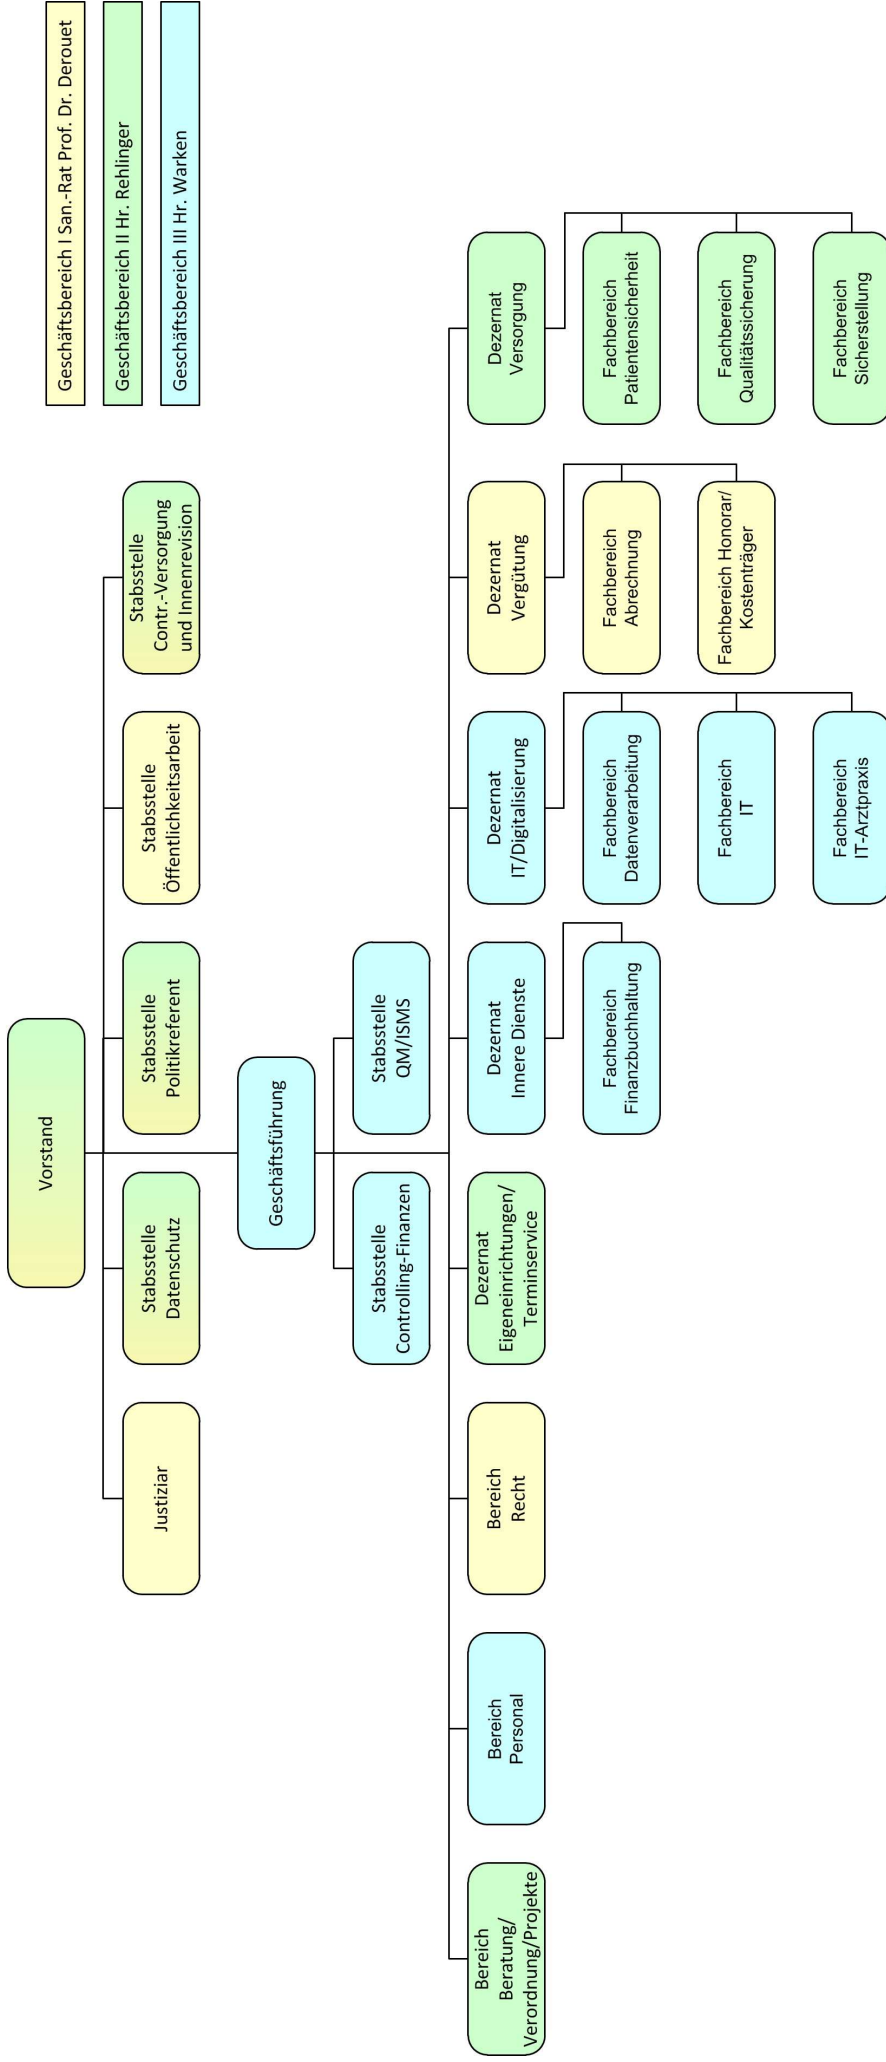 Geschäftsbereich I San.-Rat Prof. Dr. Derouet
Geschäftsbereich II Hr. Rehlinger
Geschäftsbereich III Hr. Warken
Vorstand
Justiziar
Stabsstelle
Datenschutz
Stabsstelle
Politikreferent
Stabsstelle
Öffentlichkeitsarbeit
Stabsstelle
Contr.-Versorgung
und Innenrevision
Geschäftsführung
Stabsstelle
Controlling-Finanzen
Stabsstelle
QM/ISMS
Bereich
Beratung/
Verordnung/Projekte
Bereich
Personal
Bereich
Recht
Dezernat
Eigeneinrichtungen/
Terminservice
Dezernat
Innere Dienste
Fachbereich
Finanzbuchhaltung
Dezernat
IT/Digitalisierung
Fachbereich
Datenverarbeitung
Fachbereich
IT
Fachbereich
IT-Arztpraxis
Dezernat
Vergütung
Fachbereich
Abrechnung
Fachbereich Honorar/
Kostenträger
Dezernat
Versorgung
Fachbereich
Patientensicherheit
Fachbereich
Qualitätssicherung
Fachbereich
Sicherstellung